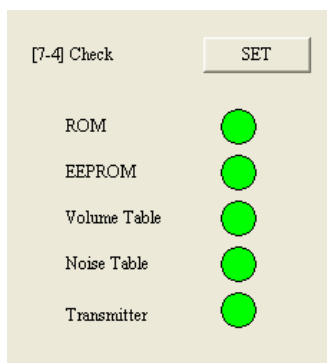 [7-4] Check SET
ROM
EEPROM
Volume Table
Noise Table
Transmitter